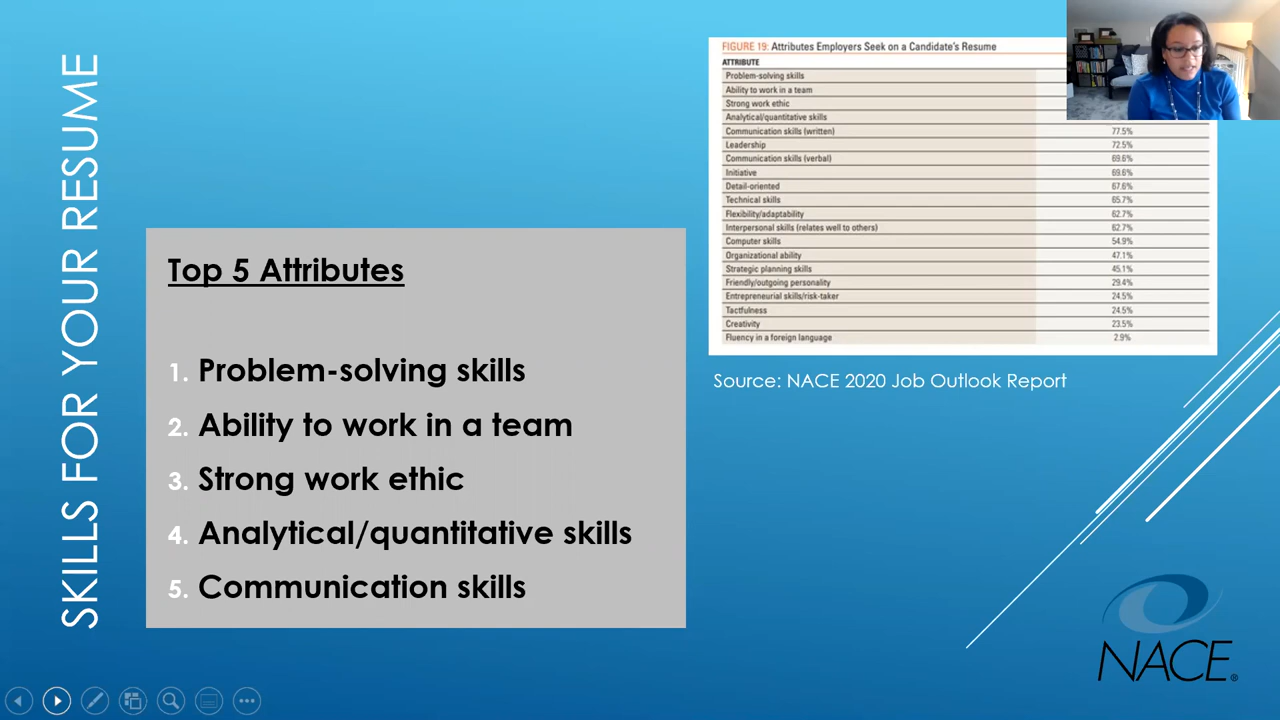 SKILLS FOR YOUR RESUME
Top 5 Attributes
1. Problem-solving skills
2. Ability to work in a team
3. Strong work ethic
4. Analytical/quantitative skills
5. Communication skills
FIGURE 19: Attributes Employers Seek on a Candidate's Resume
ATTRIBUTE
Problem-solving skills
Ability to work in a team
Strong work ethic
Analytical/quantitative skills
Communication skills (written) 77.5%
Leadership 72.5%
Communication skills (verbal) 69.6%
Initiative 69.6%
Detail-oriented 67.6%
Technical skills 65.7%
Flexibility/adaptability 62.7%
Interpersonal skills (relates well to others) 62.7%
Computer skills 54.9%
Organizational ability 47.1%
Strategic planning skills 45.1%
Friendly/outgoing personality 29.4%
Entrepreneurial skills/risk-taker 24.5%
Tactfulness 24.5%
Creativity 23.5%
Fluency in a foreign language 2.9%
Source: NACE 2020 Job Outlook Report
NACE®